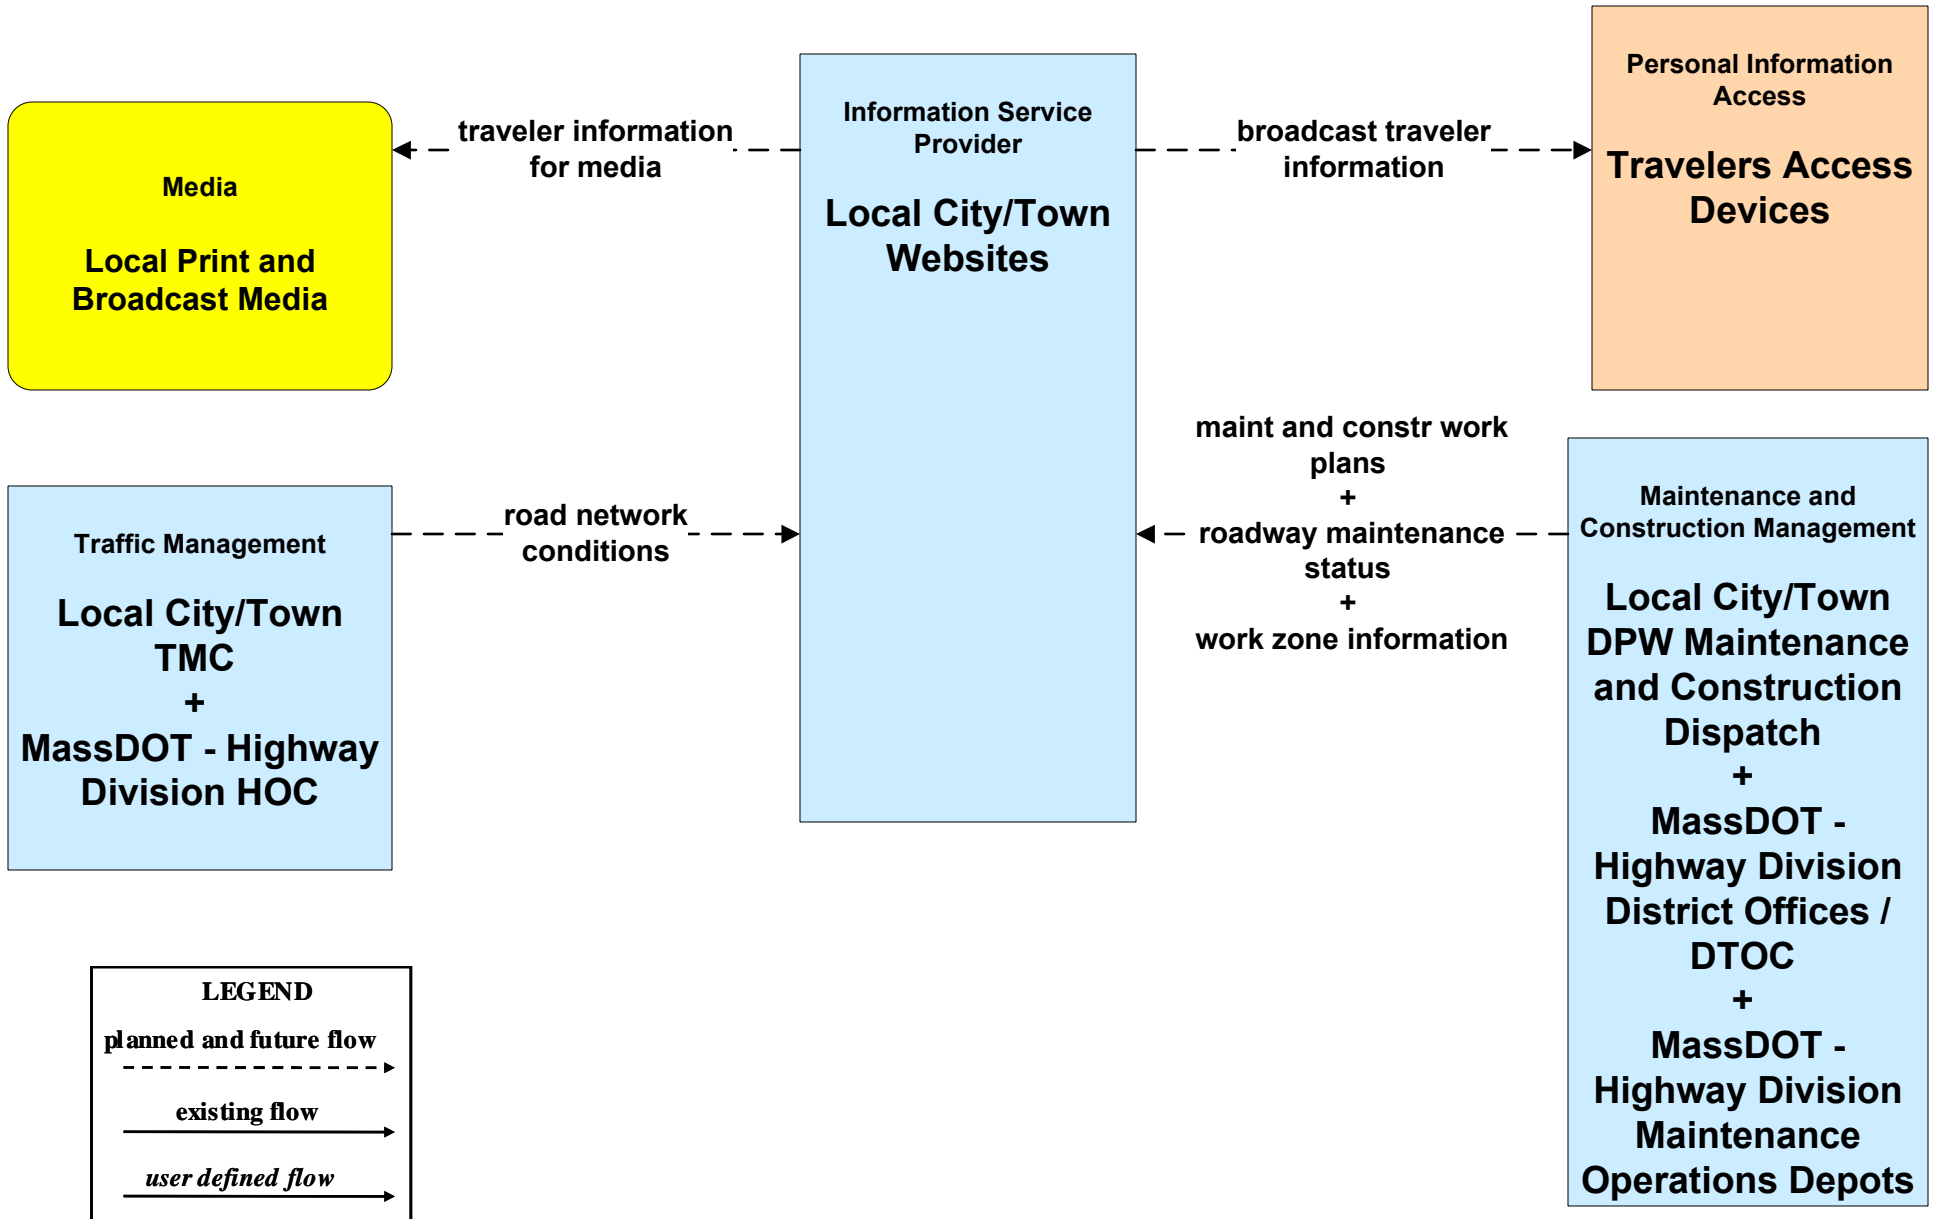 Media
Local Print and
Broadcast Media
traveler information
for media
Information Service
Provider
Local City/Town
Websites
broadcast traveler
information
Personal Information
Access
Travelers Access
Devices
Traffic Management
Local City/Town
TMC
+
MassDOT - Highway
Division HOC
road network
conditions
maint and constr work
plans
+
roadway maintenance
status
+
work zone information
Maintenance and
Construction Management
Local City/Town
DPW Maintenance
and Construction
Dispatch
+
MassDOT -
Highway Division
District Offices /
DTOC
+
MassDOT -
Highway Division
Maintenance
Operations Depots
LEGEND
planned and future flow
existing flow
user defined flow